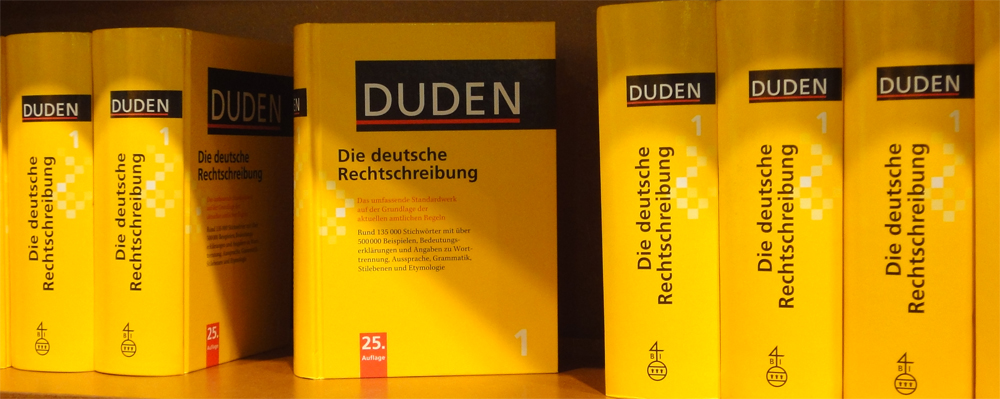 DUDEN
1
Die deutsche
Rechtschreibung
B I
DUDEN
1
Die deutsche
Rechtschreibung
B I
DUDEN
Die deutsche
Rechtschreibung
25.
Auflage
DUDEN
Die deutsche
Rechtschreibung
Das umfassende Standardwerk
auf der Grundlage der
aktuellen amtlichen Regeln
Rund 135 000 Stichwörter mit über
500 000 Beispielen, Bedeutungs-
erklärungen und Angaben zu Wort-
trennung, Aussprache, Grammatik,
Stilebenen und Etymologie
25.
Auflage
1
DUDEN
1
Die deutsche
Rechtschreibung
B I
DUDEN
1
Die deutsche
Rechtschreibung
B I
DUDEN
1
Die deutsche
Rechtschreibung
B I